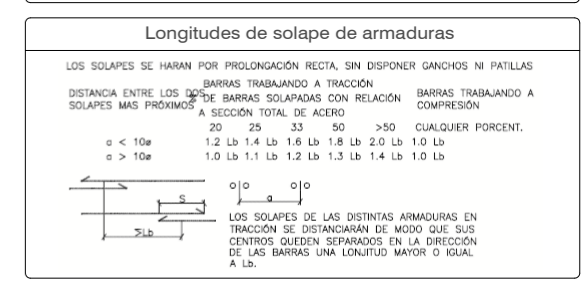 Longitudes de solape de armaduras
LOS SOLAPES SE HARAN POR PROLONGACIÓN RECTA, SIN DISPONER GANCHOS NI PATILLAS
BARRAS TRABAJANDO A TRACCIÓN
DISTANCIA ENTRE LOS DOS % DE BARRAS SOLAPADAS CON RELACIÓN BARRAS TRABAJANDO A
SOLAPES MAS PRÓXIMOS A SECCIÓN TOTAL DE ACERO COMPRESIÓN
20 25 33 50 >50 CUALQUIER PORCENT.
a < 10ø 1.2 Lb 1.4 Lb 1.6 Lb 1.8 Lb 2.0 Lb 1.0 Lb
a > 10ø 1.0 Lb 1.1 Lb 1.2 Lb 1.3 Lb 1.4 Lb 1.0 Lb
S
a
ΣLb
LOS SOLAPES DE LAS DISTINTAS ARMADURAS EN
TRACCIÓN SE DISTANCIARÁN DE MODO QUE SUS
CENTROS QUEDEN SEPARADOS EN LA DIRECCIÓN
DE LAS BARRAS UNA LONJITUD MAYOR O IGUAL
A Lb.